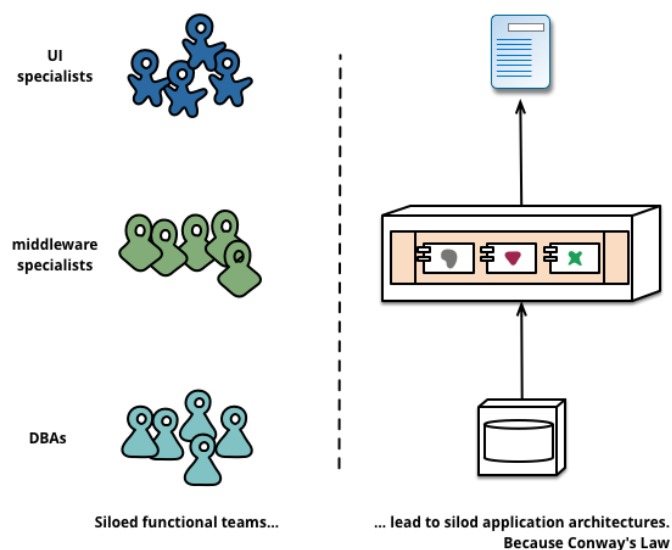 UI
specialists
middleware
specialists
DBAs
Siloed functional teams...
... lead to silod application architectures.
Because Conway's Law